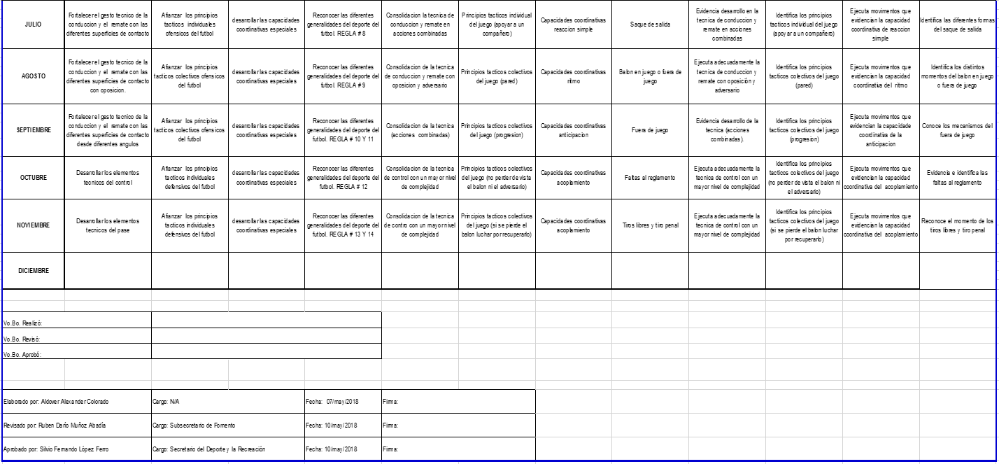 JULIO
Fortalecer el gesto tecnico de la
conduccion y el remate con las
diferentes superficies de contacto
Afianzar los principios
tacticos individuales
ofensicos del futbol
desarrollar las capacidades
coordinativas especiales
Reconocer las diferentes
generalidades del deporte del
futbol. REGLA # 8
Consolidacion la tecnica de
conduccion y remate en
acciones combinadas
Principios tacticos individual
del juego (apoyar a un
compañero)
Capacidades coordinativas
reaccion simple
Saque de salida
Evidencia desarrollo en la
tecnica de conduccion y
remate en acciones
combinadas
Identifica los principios
tacticos individual del juego
(apoyar a un compañero)
Ejecuta movimentos que
evidencian la capacidad
coordinativa de reaccion
simple
Identifica las diferentes formas
del saque de salida
AGOSTO
Fortalecer el gesto tecnico de la
conduccion y el remate con las
diferentes superficies de contacto
con oposicion.
Afianzar los principios
tacticos colectivos ofensicos
del futbol
desarrollar las capacidades
coordinativas especiales
Reconocer las diferentes
generalidades del deporte del
futbol. REGLA # 9
Consolidacion de la tecnica
de conduccion y remate con
oposicion y adversario
Principios tacticos colectivos
del juego (pared)
Capacidades coordinativas
ritmo
Balon en juego o fuera de
juego
Ejecuta adecuadamente la
tecnica de conduccion y
remate con oposición y
adversario
Identifica los principios
tacticos colectivos del juego
(pared)
Ejecuta movimentos que
evidencian la capacidad
coordinativa del ritmo
Identifica los distintos
momentos del balon en juego
o fuera de juego
SEPTIEMBRE
Fortalecer el gesto tecnico de la
conduccion y el remate con las
diferentes superficies de contacto
desde diferentes angulos
Afianzar los principios
tacticos colectivos ofensicos
del futbol
desarrollar las capacidades
coordinativas especiales
Reconocer las diferentes
generalidades del deporte del
futbol. REGLA # 10 Y 11
Consolidacion de la tecnica
(acciones combinadas)
Principios tacticos colectivos
del juego (progresion)
Capacidades coordinativas
anticipacion
Fuera de juego
Evidencia desarrollo de la
tecnica (acciones
combinadas).
Identifica los principios
tacticos colectivos del juego
(progresion)
Ejecuta movimentos que
evidencian la capacidade
coordinativa de la
anticipacion
Conoce los mecanismos del
fuera de juego
OCTUBRE
Desarrollar los elementos
tecnicos del control
Afianzar los principios
tacticos individuales
defensivos del futbol
desarrollar las capacidades
coordinativas especiales
Reconocer las diferentes
generalidades del deporte del
futbol. REGLA # 12
Consolidacion de la tecnica
de control con un mayor nivel
de complejidad
Principios tacticos colectivos
del juego (no perder de vista
el balon ni el adversario)
Capacidades coordinativas
acoplamiento
Faltas al reglamento
Ejecuta adecuadamente la
tecnica de control con un
mayor nivel de complejidad
Identifica los principios
tacticos colectivos del juego
(no perder de vista el balon ni
el adversario)
Ejecuta movimentos que
evidencian la capacidad
coordinativa del acoplamiento
Evidencia e identifica las
faltas al reglamento
NOVIEMBRE
Desarrollar los elementos
tecnicos del pase
Afianzar los principios
tacticos individuales
defensivos del futbol
desarrollar las capacidades
coordinativas especiales
Reconocer las diferentes
generalidades del deporte del
futbol. REGLA # 13 Y 14
Consolidacion de la tecnica
de contro con un mayor nivel
de complejidad
Principios tacticos colectivos
del juego (si se pierde el
balon luchar por recuperarlo)
Capacidades coordinativas
acoplamiento
Tiros libres y tiro penal
Ejecuta adecuadamente la
tecnica de control con un
mayor nivel de complejidad
Identifica los principios
tacticos colectivos del juego
(si se pierde el balon luchar
por recuperarlo)
Ejecuta movimentos que
evidencian la capacidad
coordinativa del acoplamiento
Reconoce el momento de los
tiros libres y tiro penal
DICIEMBRE
Vo.Bo. Realizó:
Vo.Bo. Revisó:
Vo.Bo. Aprobó:
Elaborado por: Aldover Alexander Colorado
Cargo: N/A
Fecha: 07/may/2018
Firma:
Revisado por: Ruben Darío Muñoz Abadía
Cargo: Subsecretario de Fomento
Fecha: 10/may/2018
Firma:
Aprobado por: Silvio Fernando López Ferro
Cargo: Secretario del Deporte y la Recreación
Fecha: 10/may/2018
Firma: